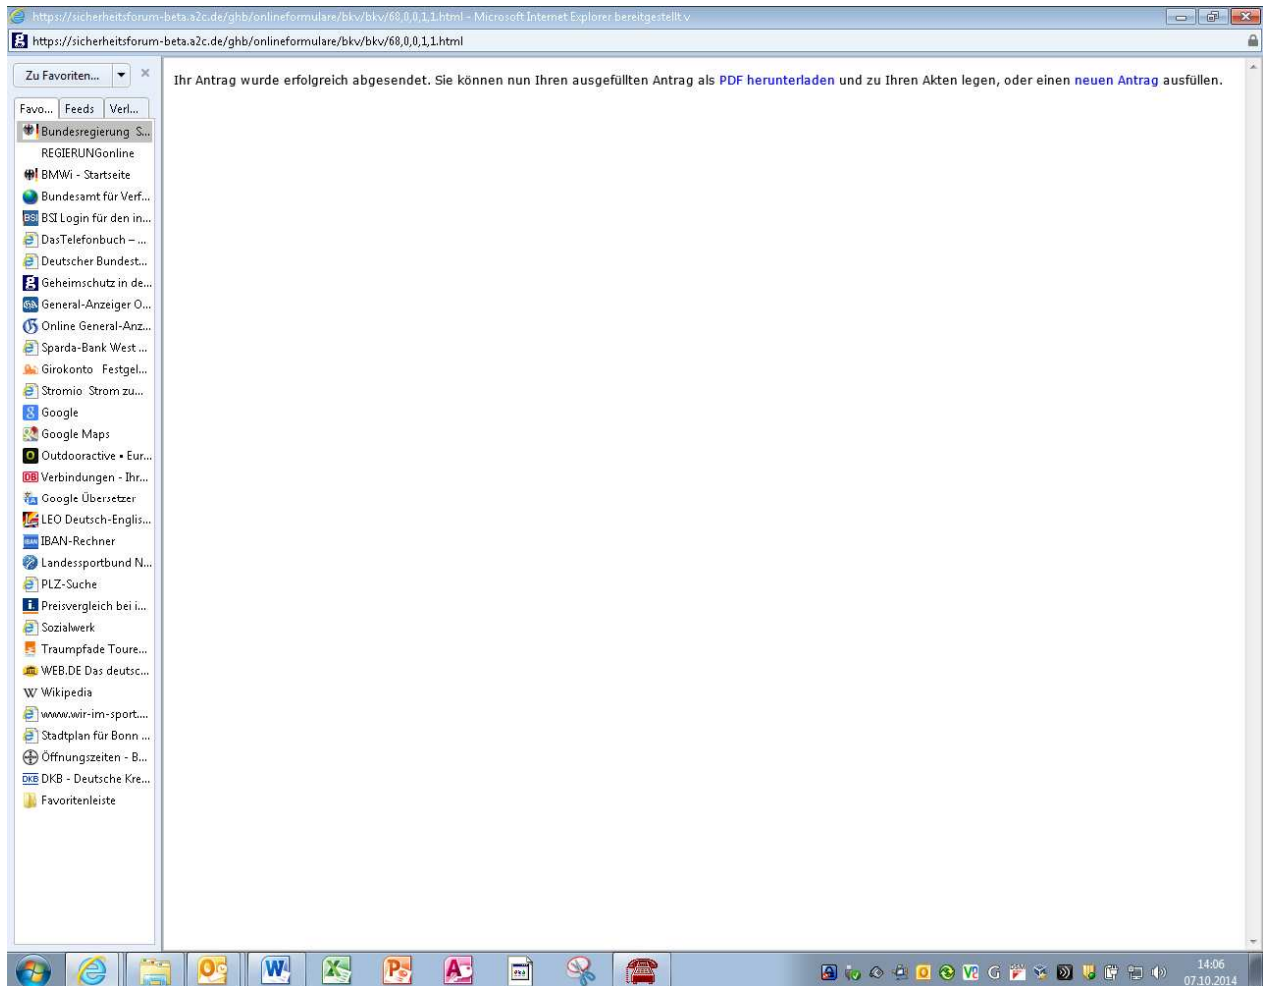 https://sicherheitsforum-beta.a2c.de/ghb/onlineformulare/bkv/bkv/68,0,0,1,1.html - Microsoft Internet Explorer bereitgestellt v
https://sicherheitsforum-beta.a2c.de/ghb/onlineformulare/bkv/bkv/68,0,0,1,1.html
Zu Favoriten...
Favo... Feeds Verl...
Ihr Antrag wurde erfolgreich abgesendet. Sie können nun Ihren ausgefüllten Antrag als PDF herunterladen und zu Ihren Akten legen, oder einen neuen Antrag ausfüllen.
Bundesregierung S...
REGIERUNGonline
BMWi - Startseite
Bundesamt für Verf...
BSI BSI Login für den in...
DasTelefonbuch – ...
Deutscher Bundest...
Geheimschutz in de...
GA General-Anzeiger O...
Online General-Anz...
Sparda-Bank West ...
Girokonto Festgel...
Stromio Strom zu...
Google
Google Maps
Outdooractive • Eur...
DB Verbindungen - Ihr...
Google Übersetzer
LEO Deutsch-Englis...
IBAN IBAN-Rechner
Landessportbund N...
PLZ-Suche
Preisvergleich bei i...
Sozialwerk
Traumpfade Toure...
WEB.DE Das deutsc...
W Wikipedia
www.wir-im-sport....
Stadtplan für Bonn ...
Öffnungszeiten - B...
DKB DKB - Deutsche Kre...
Favoritenleiste
14:06
07.10.2014